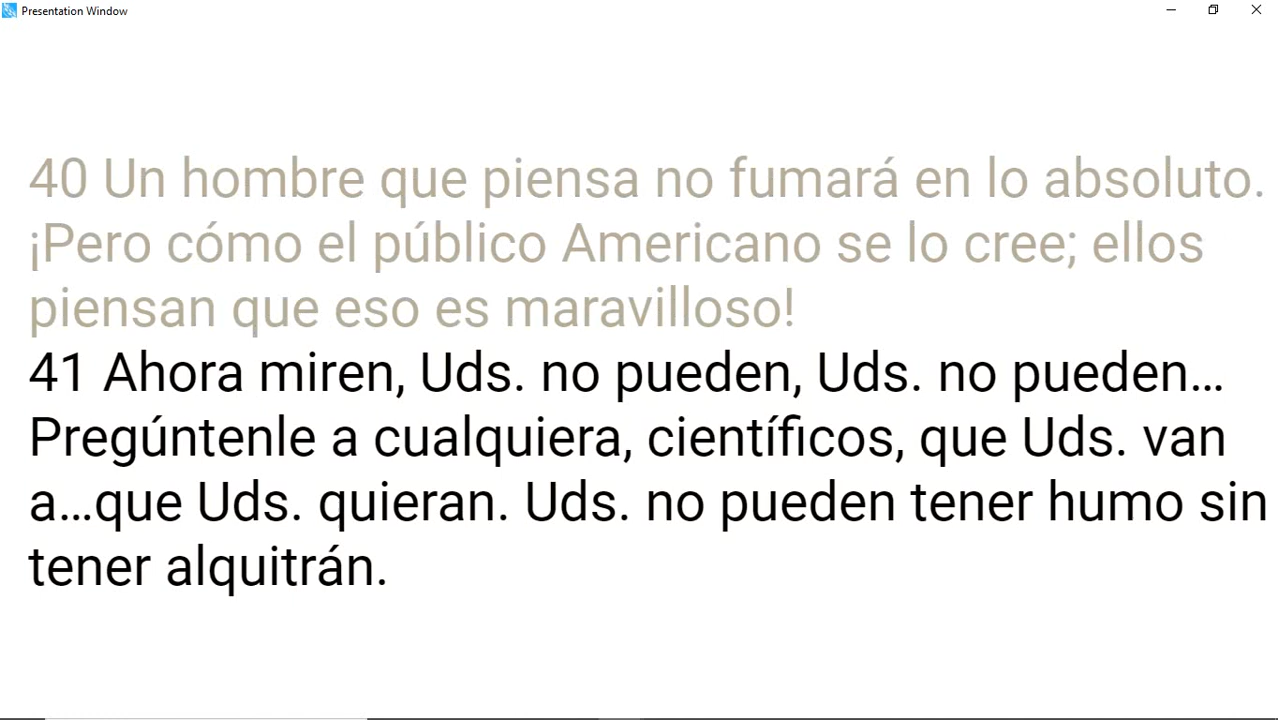 Presentation Window
40 Un hombre que piensa no fumará en lo absoluto.
¡Pero cómo el público Americano se lo cree; ellos
piensan que eso es maravilloso!
41 Ahora miren, Uds. no pueden, Uds. no pueden…
Pregúntenle a cualquiera, científicos, que Uds. van
a…que Uds. quieran. Uds. no pueden tener humo sin
tener alquitrán.